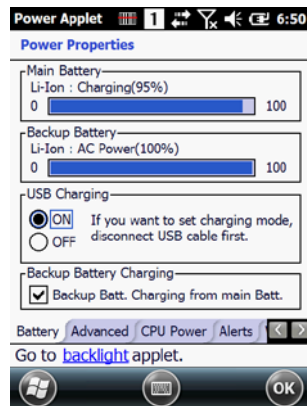 Power Applet 1 6:50
Power Properties
Main Battery
Li-Ion : Charging(95%)
0 100
Backup Battery
Li-Ion : AC Power(100%)
0 100
USB Charging
ON If you want to set charging mode,
OFF disconnect USB cable first.
Backup Battery Charging
Backup Batt. Charging from main Batt.
Battery Advanced CPU Power Alerts
Go to backlight applet.
OK